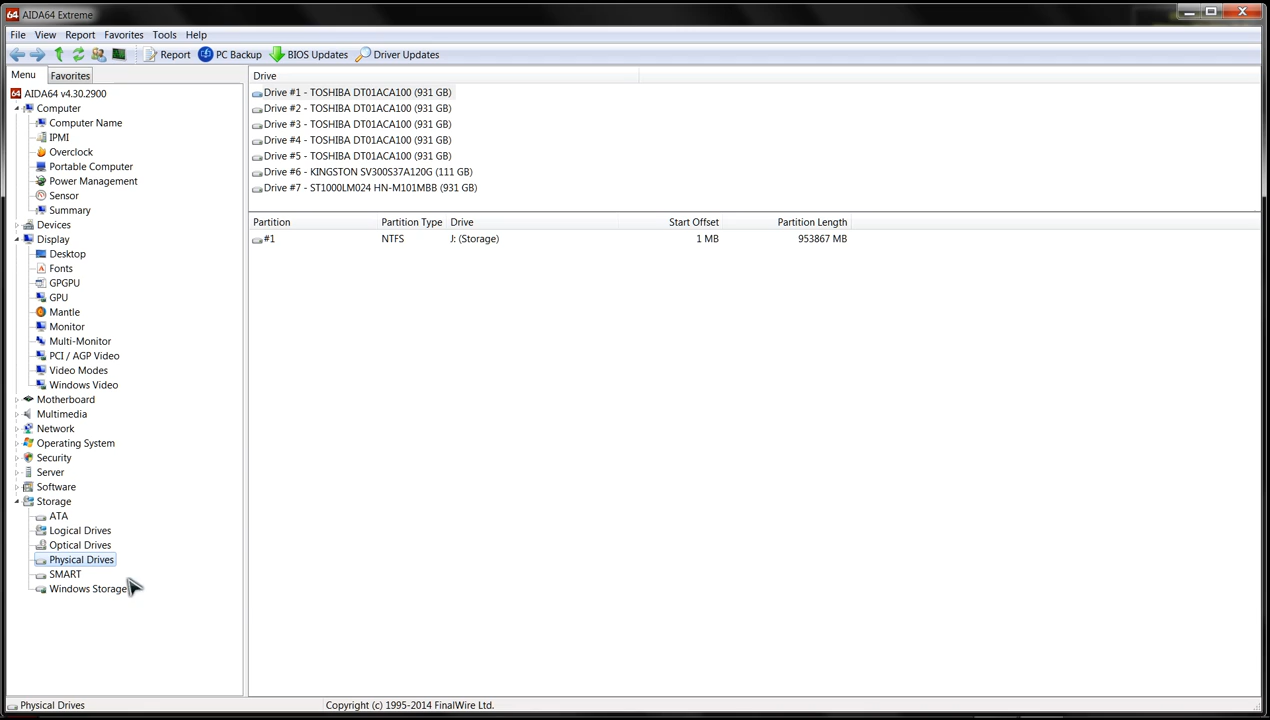 AIDA64 Extreme
File View Report Favorites Tools Help
Report PC Backup BIOS Updates Driver Updates
Menu Favorites
AIDA64 v4.30.2900
Computer
Computer Name
IPMI
Overclock
Portable Computer
Power Management
Sensor
Summary
Devices
Display
Desktop
Fonts
GPGPU
GPU
Mantle
Monitor
Multi-Monitor
PCI / AGP Video
Video Modes
Windows Video
Motherboard
Multimedia
Network
Operating System
Security
Server
Software
Storage
ATA
Logical Drives
Optical Drives
Physical Drives
SMART
Windows Storage
Drive
Drive #1 - TOSHIBA DT01ACA100 (931 GB)
Drive #2 - TOSHIBA DT01ACA100 (931 GB)
Drive #3 - TOSHIBA DT01ACA100 (931 GB)
Drive #4 - TOSHIBA DT01ACA100 (931 GB)
Drive #5 - TOSHIBA DT01ACA100 (931 GB)
Drive #6 - KINGSTON SV300S37A120G (111 GB)
Drive #7 - ST1000LM024 HN-M101MBB (931 GB)
Partition Partition Type Drive Start Offset Partition Length
#1 NTFS J: (Storage) 1 MB 953867 MB
Physical Drives Copyright (c) 1995-2014 FinalWire Ltd.